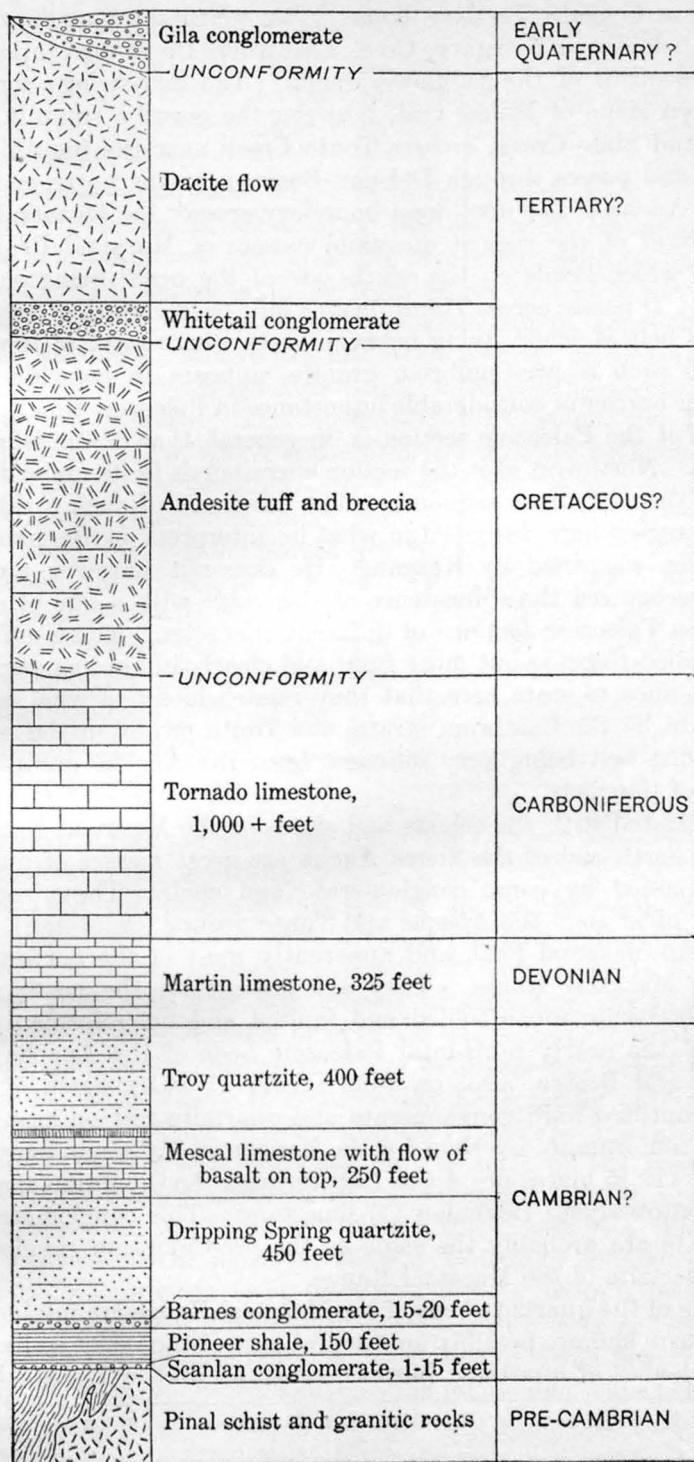 Gila conglomerate
EARLY
QUATERNARY ?
UNCONFORMITY
Dacite flow
TERTIARY?
Whitetail conglomerate
UNCONFORMITY
Andesite tuff and breccia
CRETACEOUS?
UNCONFORMITY
Tornado limestone,
1,000 + feet
CARBONIFEROUS
Martin limestone, 325 feet
DEVONIAN
Troy quartzite, 400 feet
Mescal limestone with flow of
basalt on top, 250 feet
CAMBRIAN?
Dripping Spring quartzite,
450 feet
Barnes conglomerate, 15-20 feet
Pioneer shale, 150 feet
Scanlan conglomerate, 1-15 feet
Pinal schist and granitic rocks
PRE-CAMBRIAN